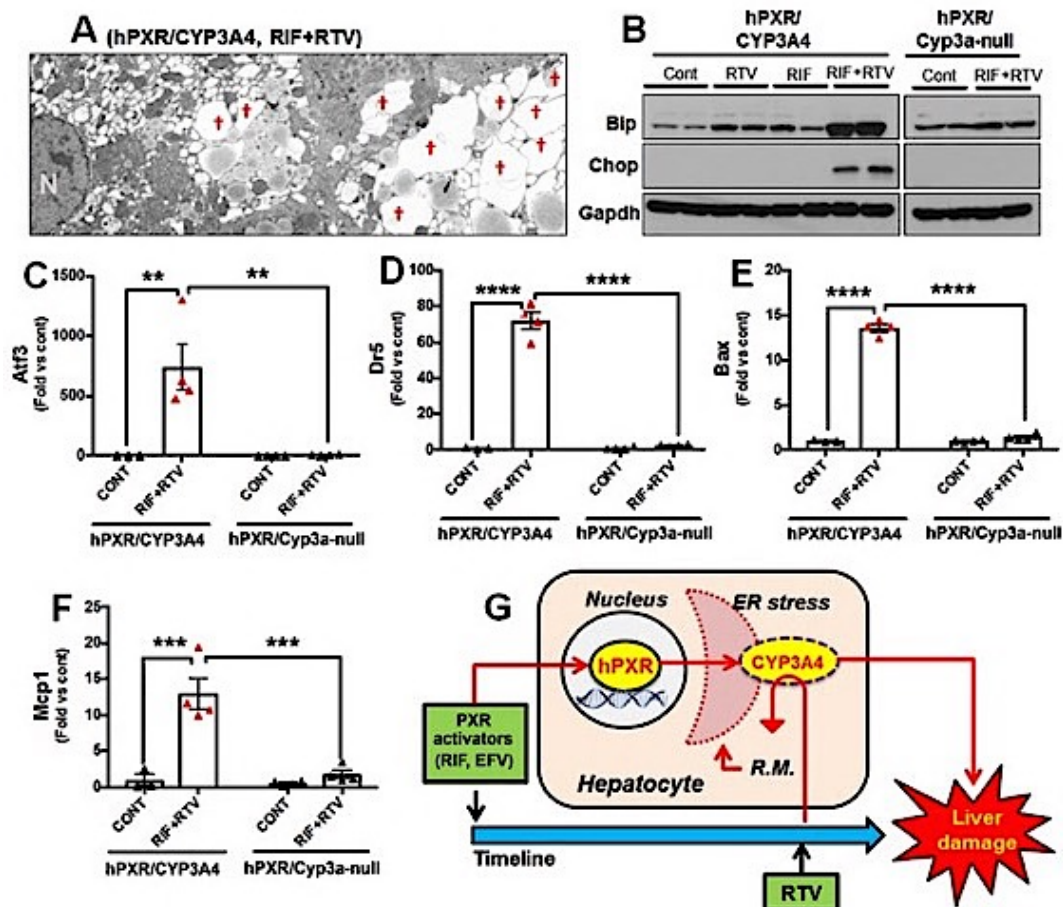 A (hPXR/CYP3A4, RIF+RTV)
N
† † † † † † † † †
B
hPXR/
CYP3A4
hPXR/
Cyp3a-null
Cont RTV RIF RIF+RTV
Cont RIF+RTV
Bip
Chop
Gapdh
C
Atf3
(Fold vs cont)
1500
1000
500
0
** **
CONT RIF+RTV CONT RIF+RTV
hPXR/CYP3A4 hPXR/Cyp3a-null
D
Dr5
(Fold vs cont)
100
80
60
40
20
0
**** ****
CONT RIF+RTV CONT RIF+RTV
hPXR/CYP3A4 hPXR/Cyp3a-null
E
Bax
(Fold vs cont)
20
15
10
5
0
**** ****
CONT RIF+RTV CONT RIF+RTV
hPXR/CYP3A4 hPXR/Cyp3a-null
F
Mcp1
(Fold vs cont)
25
20
15
10
5
0
*** ***
CONT RIF+RTV CONT RIF+RTV
hPXR/CYP3A4 hPXR/Cyp3a-null
G
Nucleus ER stress
hPXR CYP3A4
PXR
activators
(RIF, EFV)
R.M.
Hepatocyte
Liver
damage
Timeline
RTV